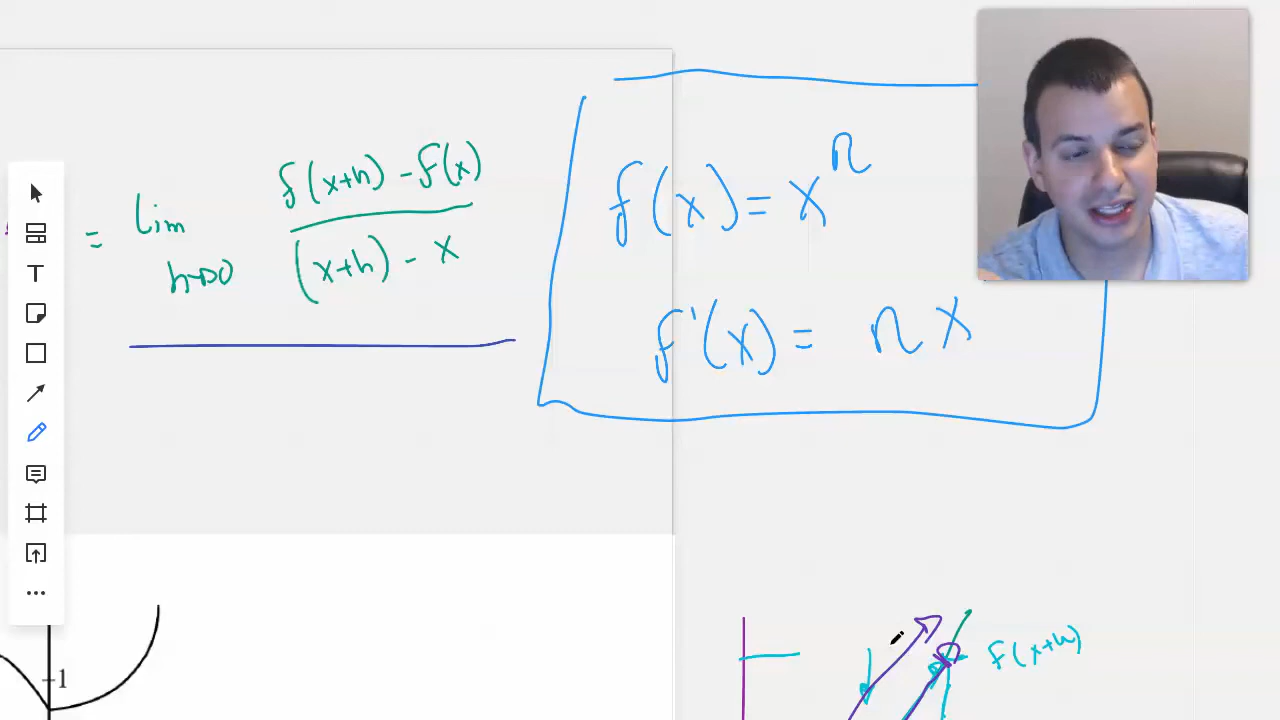 = lim h→0 f(x+h) - f(x) / (x+h) - x
f(x) = x^n
f'(x) = n x
T
1
f(x+h)